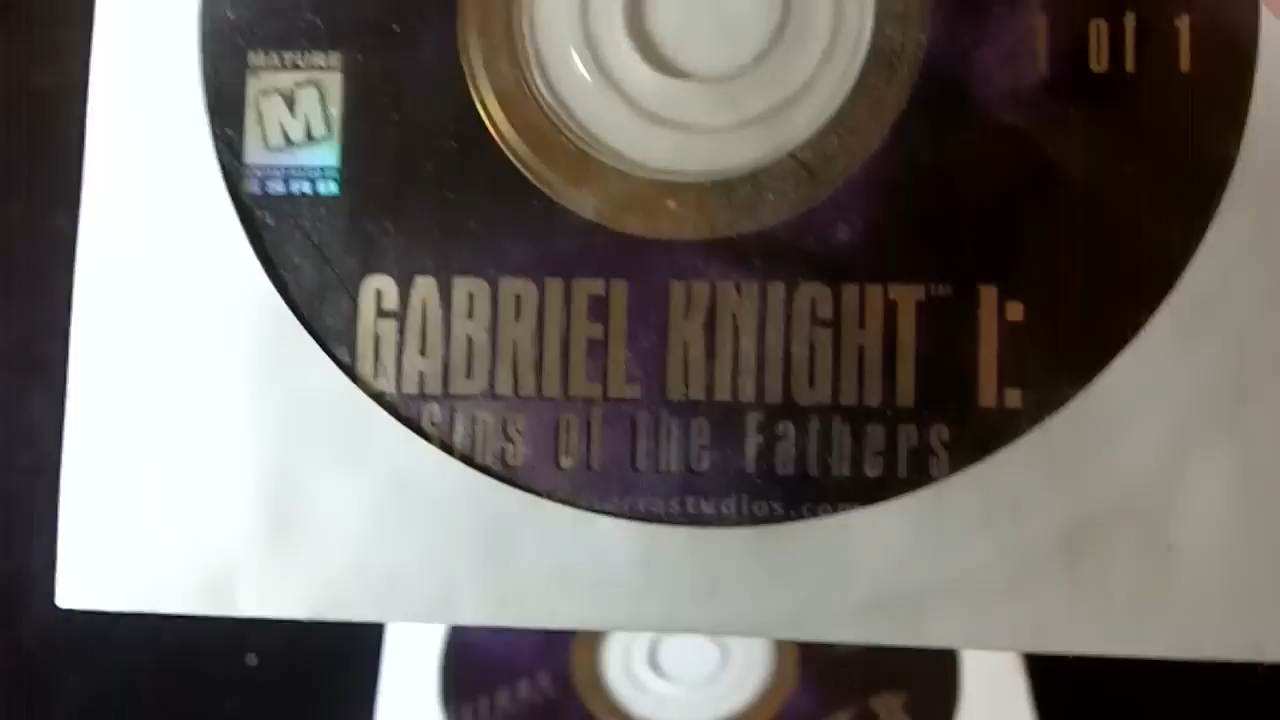 1 of 1
MATURE
M
ESRB
GABRIEL KNIGHT™ I:
Sins of the Fathers